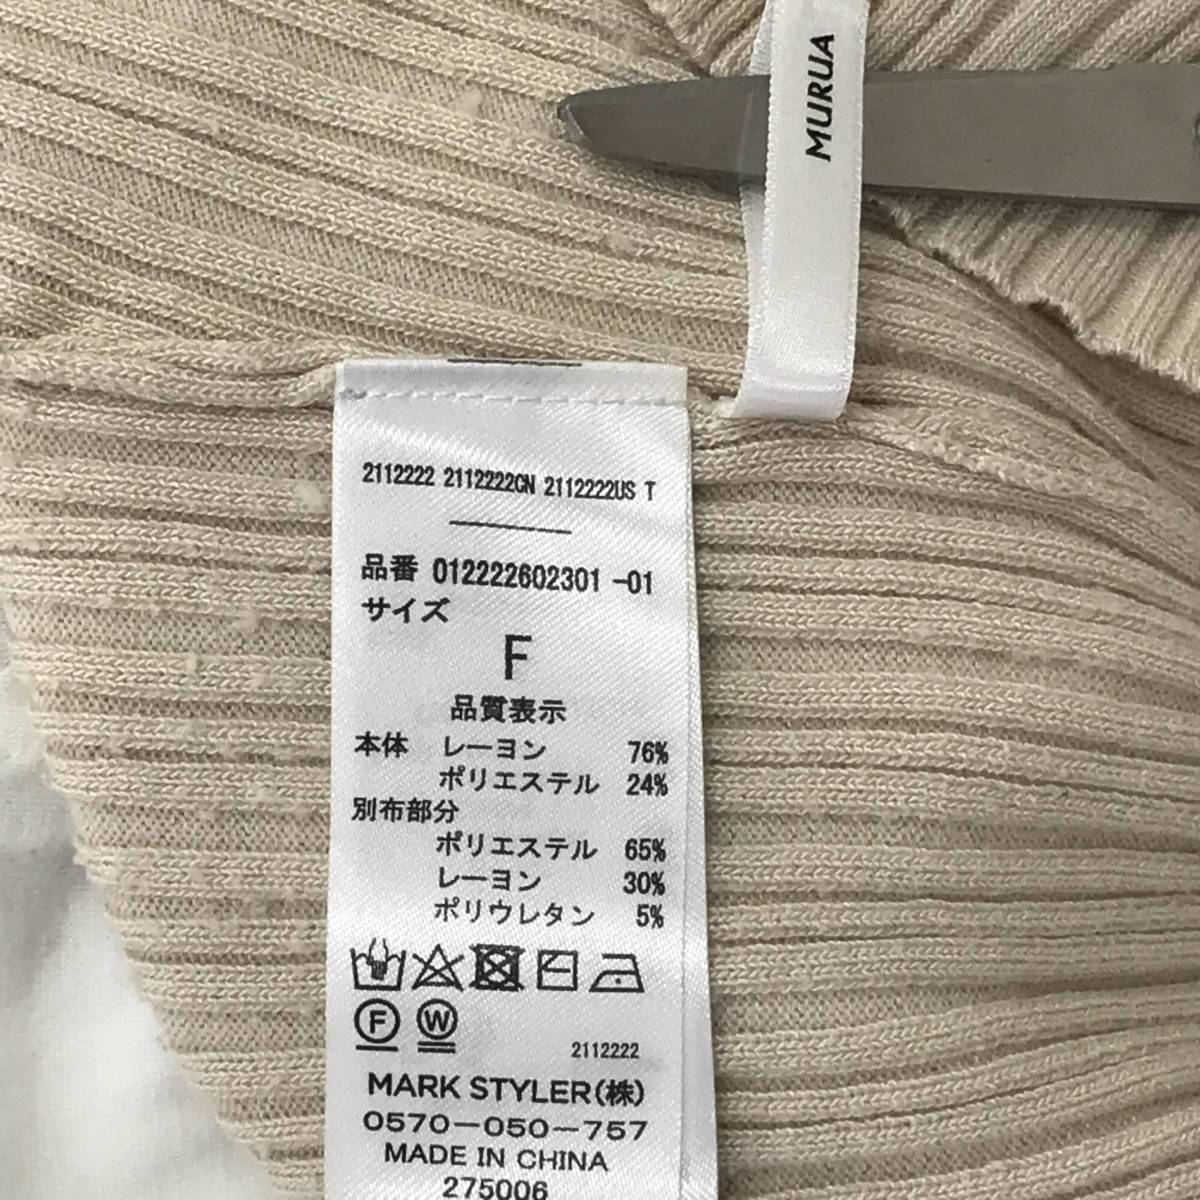 MURUA
2112222 2112222CN 2112222US T
品番 012222602301 -01
サイズ
F
品質表示
本体 レーヨン 76%
ポリエステル 24%
別布部分
ポリエステル 65%
レーヨン 30%
ポリウレタン 5%
F W
2112222
MARK STYLER(株)
0570-050-757
MADE IN CHINA
275006